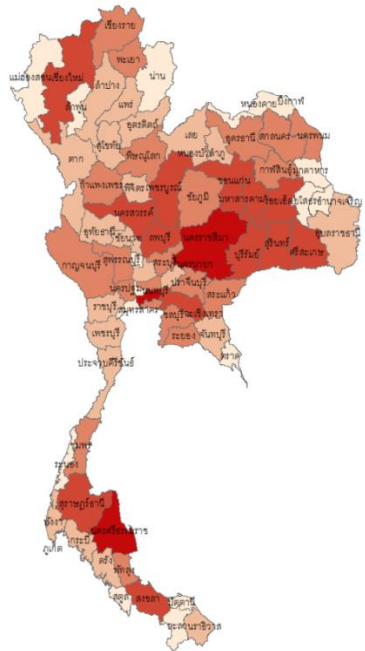 เชียงราย
พะเยา
แม่ฮ่องสอน
เชียงใหม่
น่าน
ลำปาง
ลำพูน
แพร่
อุตรดิตถ์
สุโขทัย
ตาก
พิษณุโลก
เลย
หนองคาย
บึงกาฬ
อุดรธานี
สกลนคร
นครพนม
หนองบัวลำภู
กำแพงเพชร
พิจิตร
เพชรบูรณ์
ขอนแก่น
กาฬสินธุ์
มุกดาหาร
ชัยภูมิ
มหาสารคาม
ร้อยเอ็ด
ยโสธร
อำนาจเจริญ
นครสวรรค์
อุทัยธานี
ชัยนาท
ลพบุรี
นครราชสีมา
บุรีรัมย์
สุรินทร์
ศรีสะเกษ
อุบลราชธานี
กาญจนบุรี
สุพรรณบุรี
สระบุรี
นครนายก
ปราจีนบุรี
นครปฐม
สระแก้ว
ราชบุรี
สมุทรสาคร
ชลบุรี
ฉะเชิงเทรา
เพชรบุรี
ระยอง
จันทบุรี
ตราด
ประจวบคีรีขันธ์
ชุมพร
ระนอง
สุราษฎร์ธานี
พังงา
นครศรีธรรมราช
ภูเก็ต
กระบี่
ตรัง
พัทลุง
สตูล
สงขลา
ปัตตานี
ยะลา
นราธิวาส